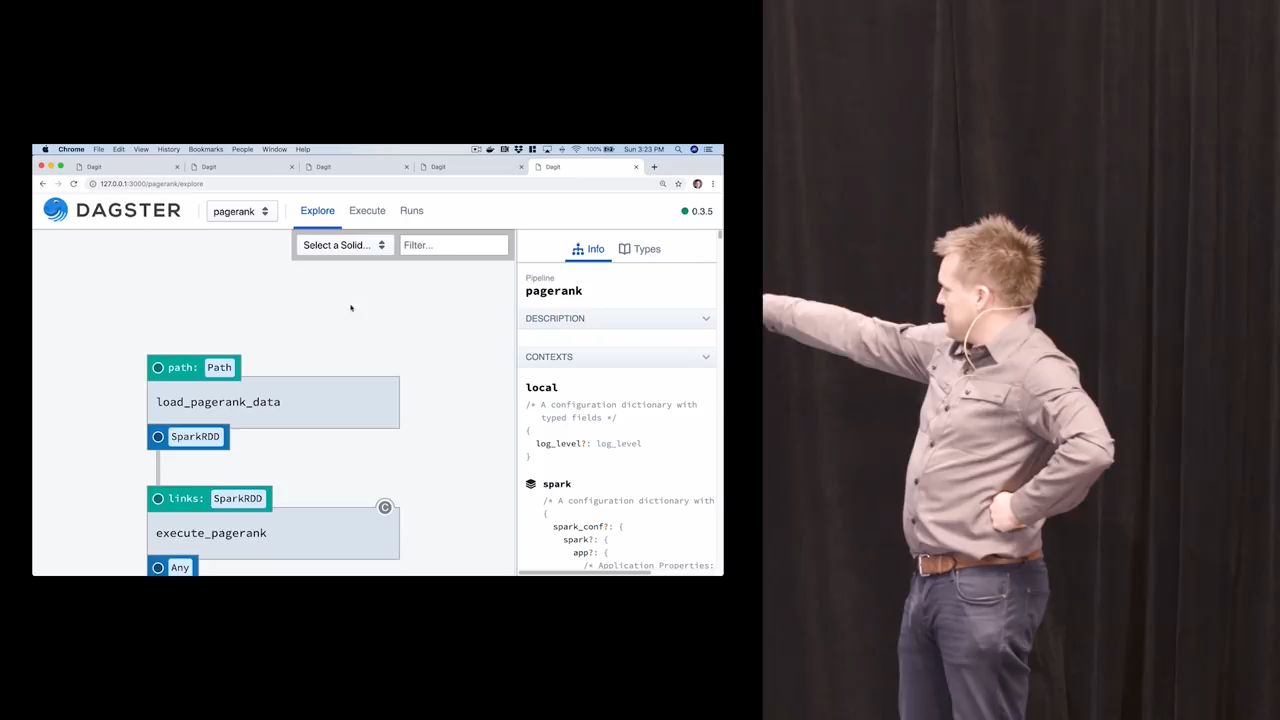 Chrome File Edit View History Bookmarks People Window Help 100% Sun 3:23 PM
Dagit Dagit Dagit Dagit Dagit
127.0.0.1:3000/pagerank/explore
DAGSTER pagerank Explore Execute Runs 0.3.5
Select a Solid... Filter... Info Types
Pipeline
pagerank
DESCRIPTION
CONTEXTS
local
/* A configuration dictionary with
typed fields */
{
log_level?: log_level
}
spark
/* A configuration dictionary with
{
spark_conf?: {
spark?: {
app?: {
/* Application Properties:
path: Path
load_pagerank_data
SparkRDD
links: SparkRDD
C
execute_pagerank
Any